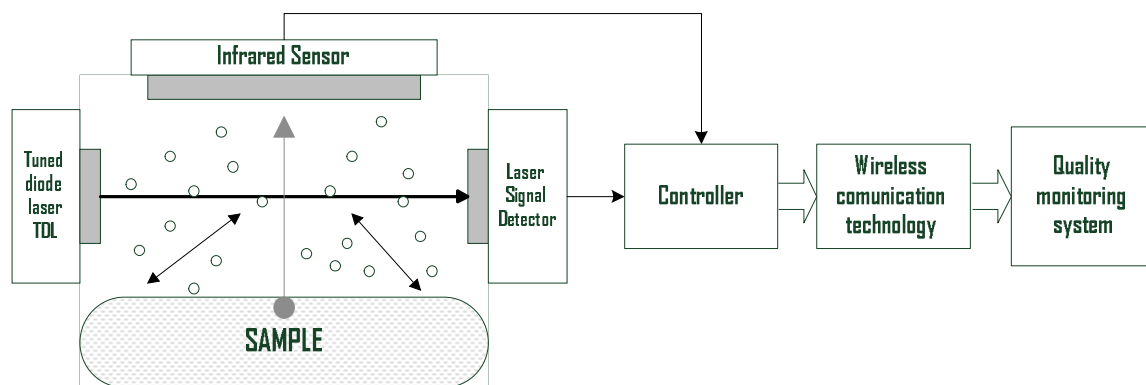 Infrared Sensor
Tuned
diode
laser
TDL
Laser
Signal
Detector
Controller
Wireless
comunication
technology
Quality
monitoring
system
SAMPLE